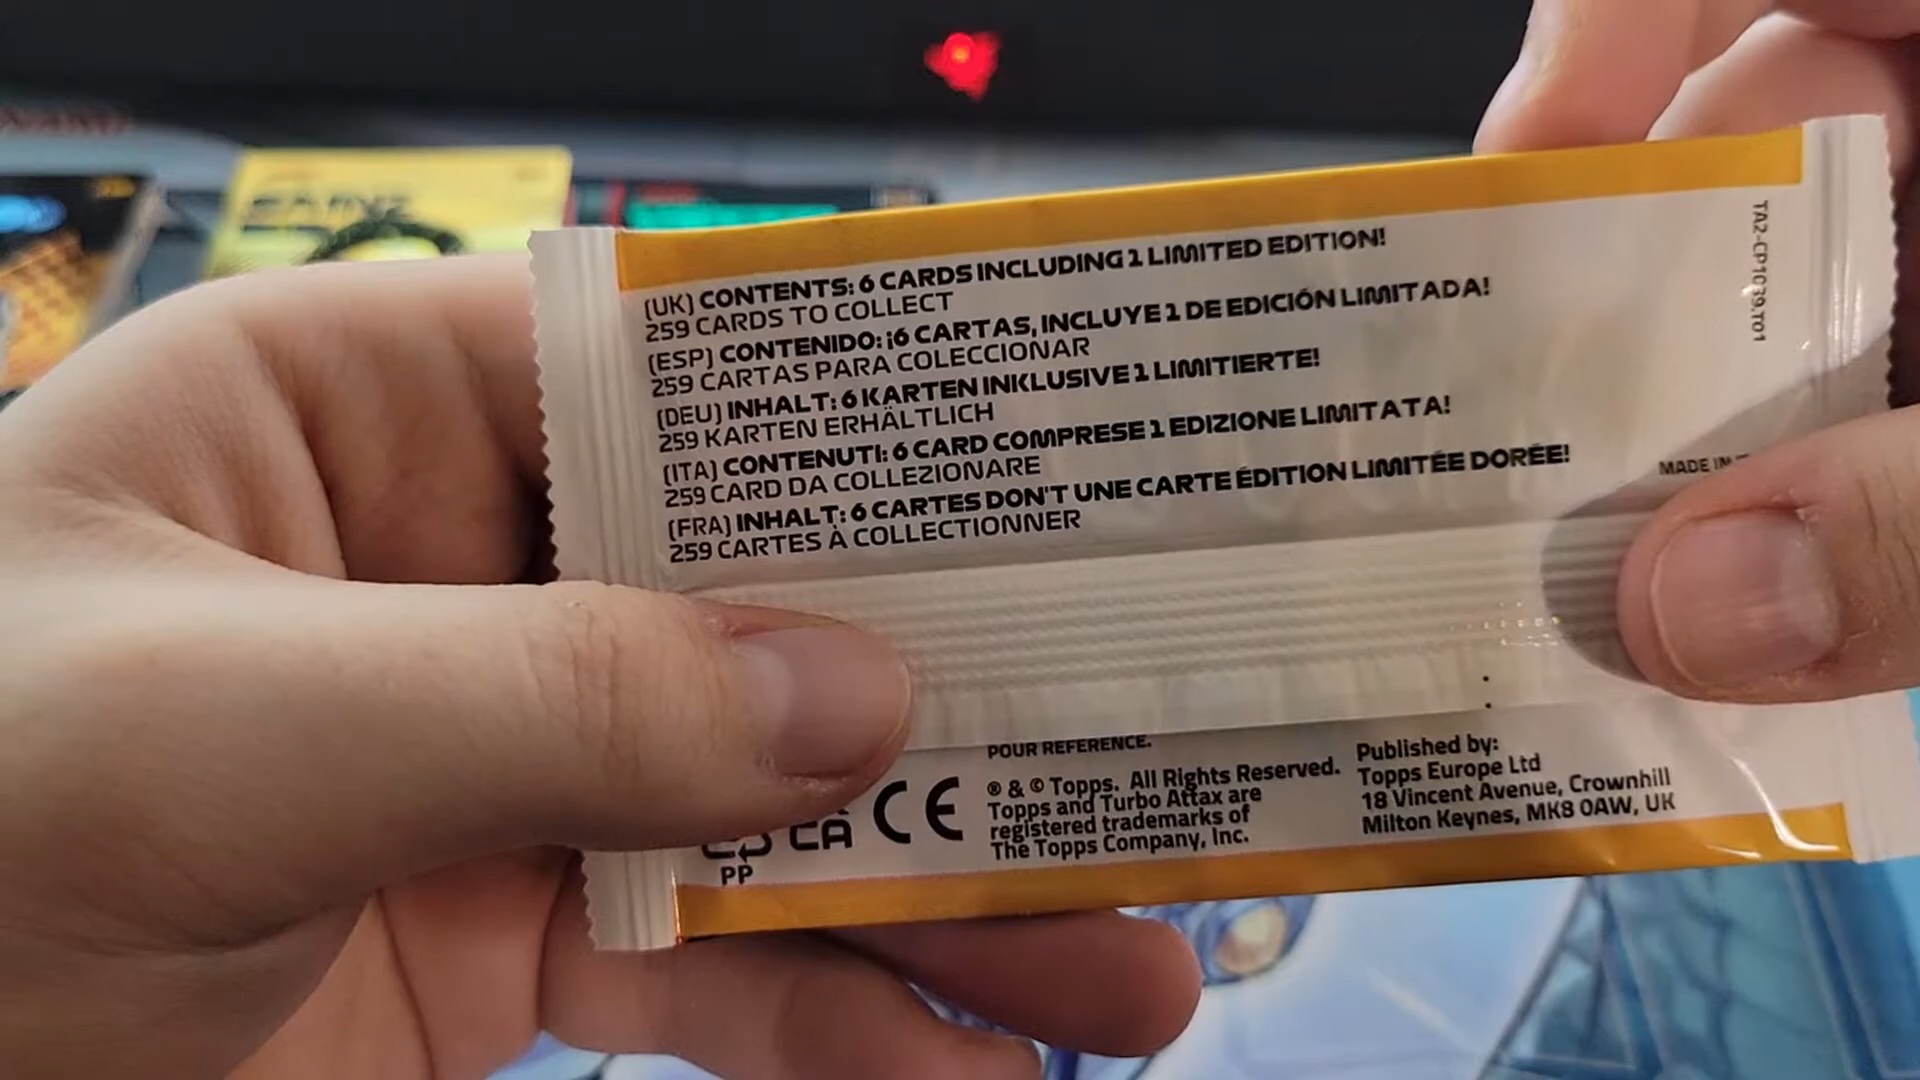 (UK) CONTENTS: 6 CARDS INCLUDING 1 LIMITED EDITION!
259 CARDS TO COLLECT
(ESP) CONTENIDO: ¡6 CARTAS, INCLUYE 1 DE EDICIÓN LIMITADA!
259 CARTAS PARA COLECCIONAR
(DEU) INHALT: 6 KARTEN INKLUSIVE 1 LIMITIERTE!
259 KARTEN ERHÄLTLICH
(ITA) CONTENUTI: 6 CARD COMPRESE 1 EDIZIONE LIMITATA!
259 CARD DA COLLEZIONARE
(FRA) INHALT: 6 CARTES DON'T UNE CARTE ÉDITION LIMITÉE DORÉE!
259 CARTES À COLLECTIONNER
TA2-CP1039.T01
MADE IN
POUR REFERENCE.
® & © Topps. All Rights Reserved.
Topps and Turbo Attax are
registered trademarks of
The Topps Company, Inc.
Published by:
Topps Europe Ltd
18 Vincent Avenue, Crownhill
Milton Keynes, MK8 0AW, UK
CA
CE
PP